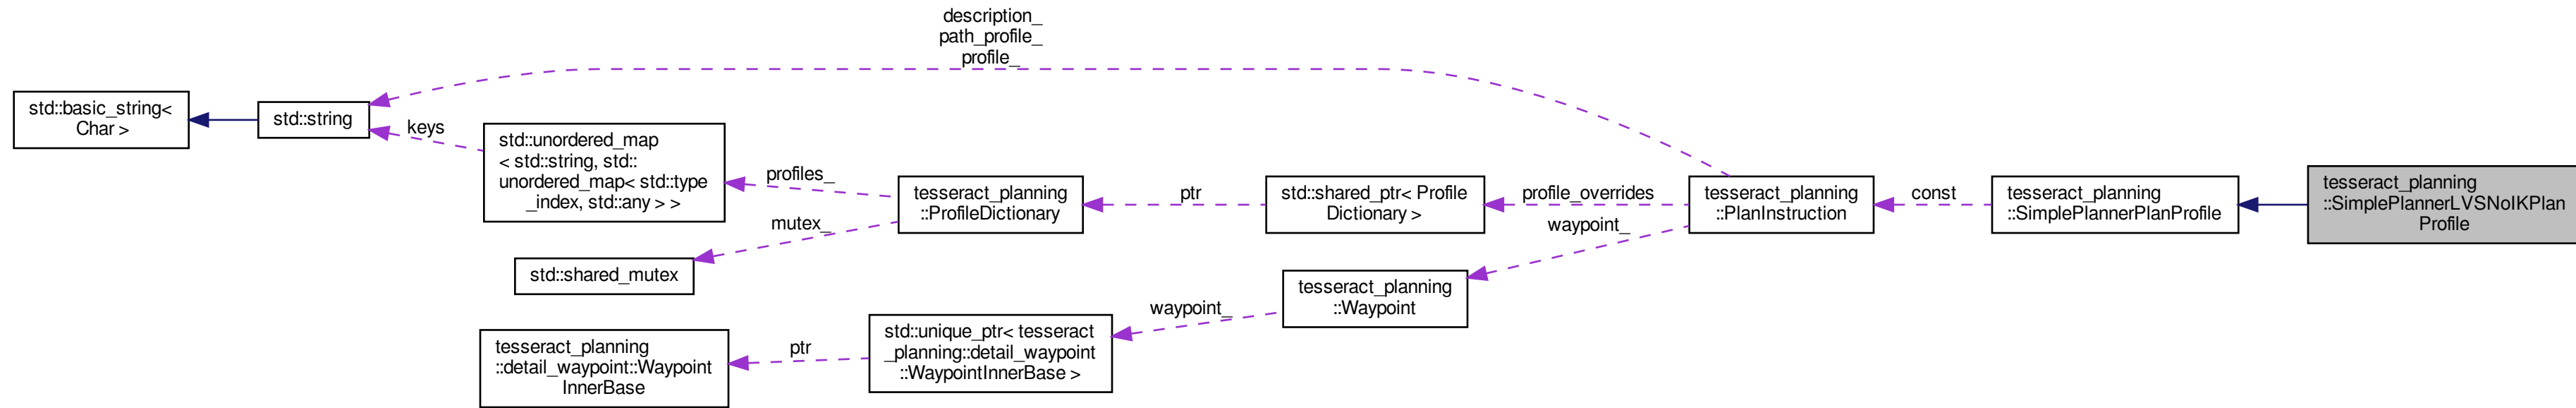 description_
path_profile_
profile_
std::basic_string<
Char >
std::string
keys
std::unordered_map
< std::string, std::
unordered_map< std::type
_index, std::any > >
profiles_
mutex_
std::shared_mutex
tesseract_planning
::ProfileDictionary
ptr
std::shared_ptr< Profile
Dictionary >
profile_overrides
waypoint_
tesseract_planning
::PlanInstruction
const
tesseract_planning
::SimplePlannerPlanProfile
tesseract_planning
::SimplePlannerLVSNoIKPlan
Profile
tesseract_planning
::Waypoint
waypoint_
std::unique_ptr< tesseract
_planning::detail_waypoint
::WaypointInnerBase >
ptr
tesseract_planning
::detail_waypoint::Waypoint
InnerBase